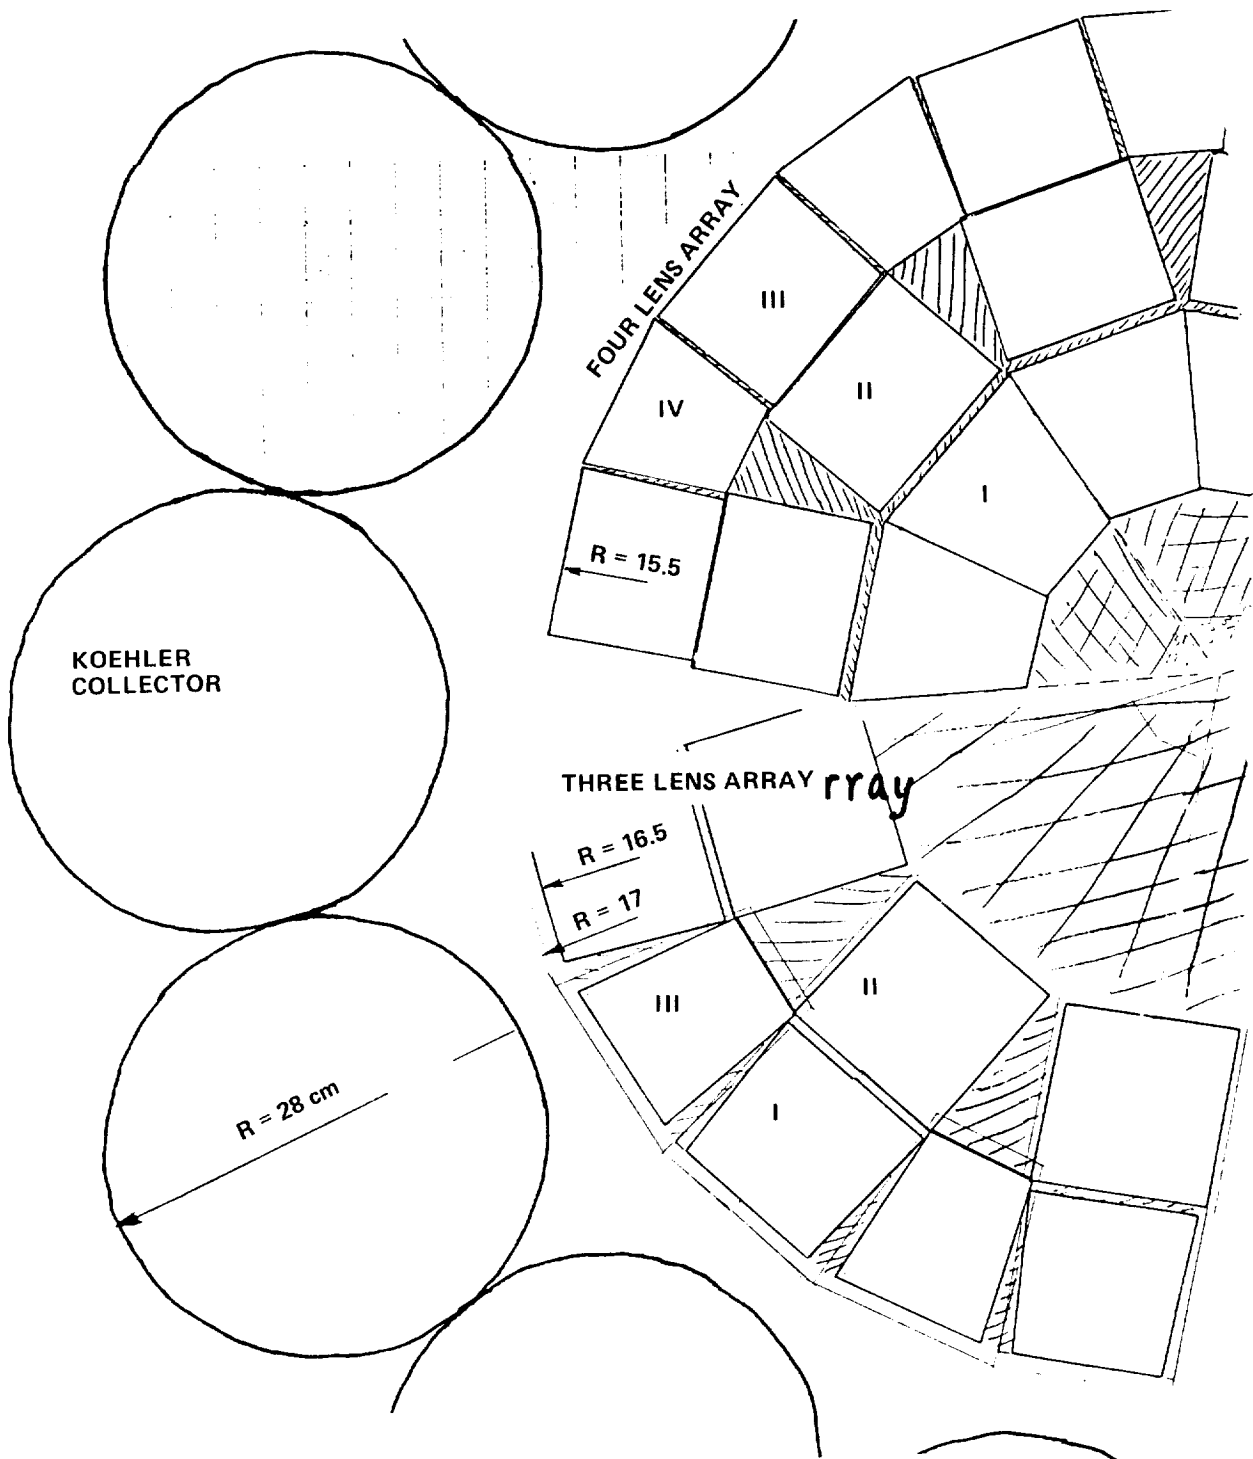 FOUR LENS ARRAY
III
IV
II
I
R = 15.5
KOEHLER
COLLECTOR
THREE LENS ARRAY rray
R = 16.5
R = 17
II
III
I
R = 28 cm